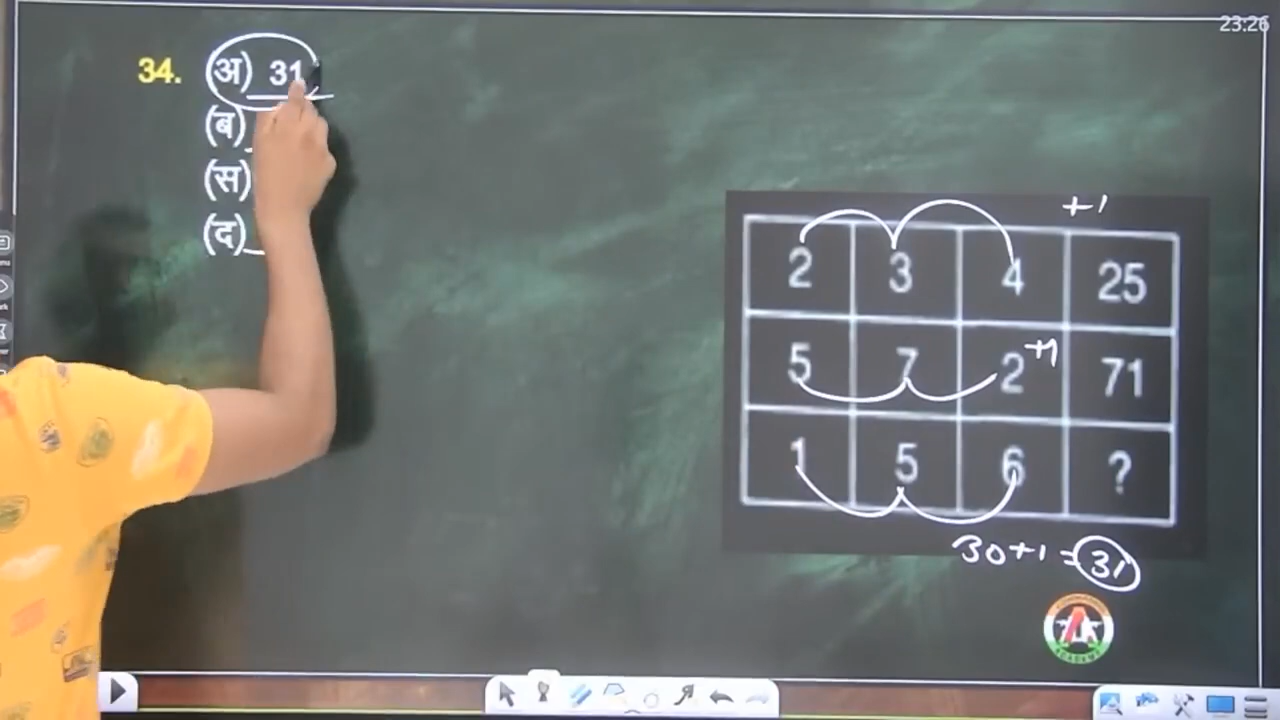 23:26
34. (अ) 31
(ब)
(स)
(द)
+1
2 3 4 25
5 7 2 +1 71
1 5 6 ?
30+1 = 31